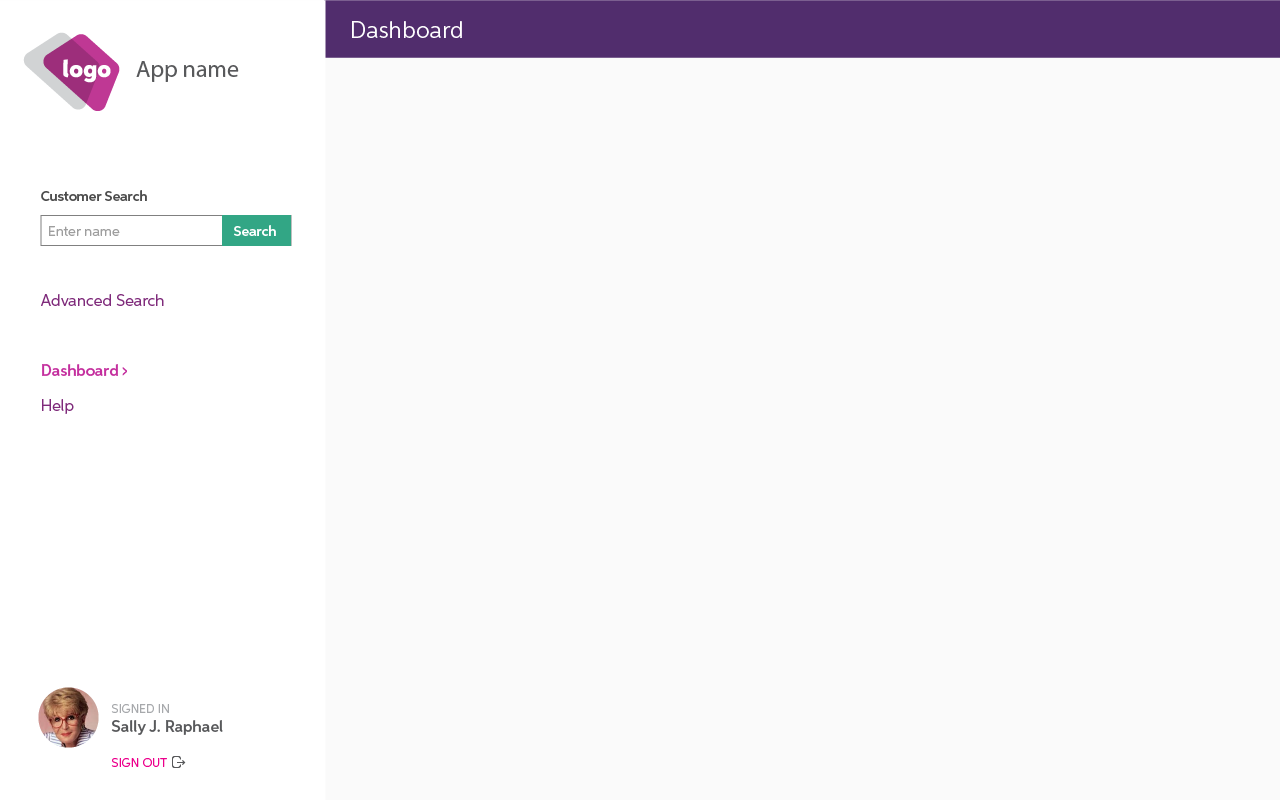 logo
App name
Dashboard
Customer Search
Enter name
Search
Advanced Search
Dashboard >
Help
SIGNED IN
Sally J. Raphael
SIGN OUT